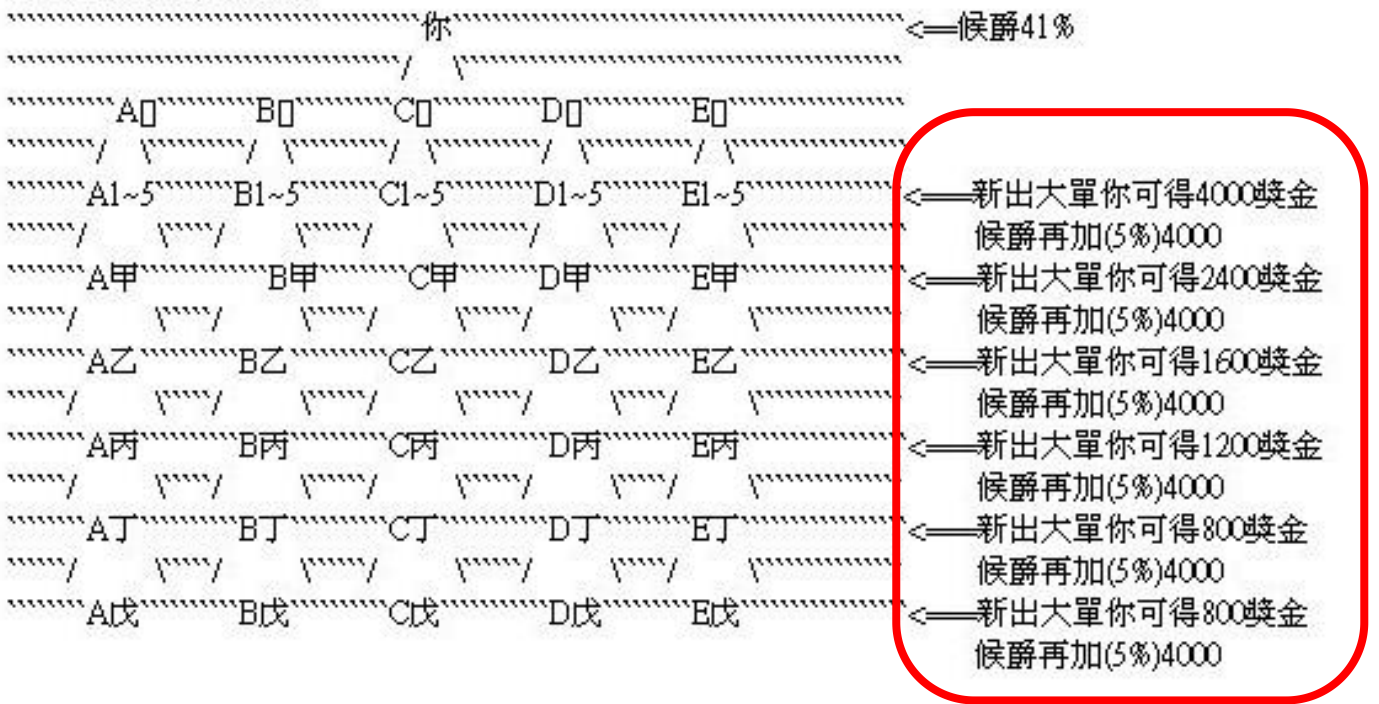 你 <══侯爵41%
A▯ B▯ C▯ D▯ E▯
A1~5 B1~5 C1~5 D1~5 E1~5 <══新出大單你可得4000獎金
侯爵再加(5%)4000
A甲 B甲 C甲 D甲 E甲 <══新出大單你可得2400獎金
侯爵再加(5%)4000
A乙 B乙 C乙 D乙 E乙 <══新出大單你可得1600獎金
侯爵再加(5%)4000
A丙 B丙 C丙 D丙 E丙 <══新出大單你可得1200獎金
侯爵再加(5%)4000
A丁 B丁 C丁 D丁 E丁 <══新出大單你可得800獎金
侯爵再加(5%)4000
A戊 B戊 C戊 D戊 E戊 <══新出大單你可得800獎金
侯爵再加(5%)4000